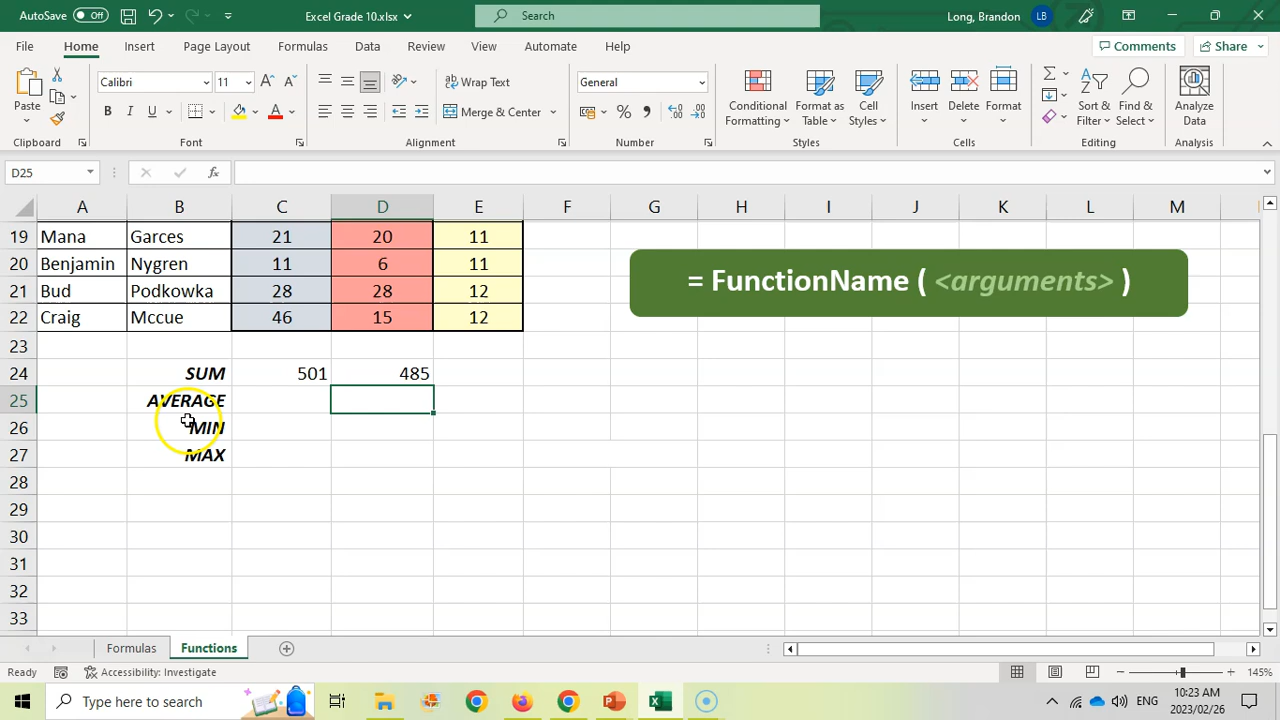 AutoSave Off Excel Grade 10.xlsx Search Long, Brandon LB
File Home Insert Page Layout Formulas Data Review View Automate Help Comments Share
Paste Calibri 11 Wrap Text General Conditional Formatting Format as Table Cell Styles Insert Delete Format Sort & Filter Find & Select Analyze Data
B I U A Merge & Center % 
Clipboard Font Alignment Number Styles Cells Editing Analysis
D25 fx
A B C D E F G H I J K L M
19 Mana Garces 21 20 11
20 Benjamin Nygren 11 6 11
= FunctionName ( <arguments> )
21 Bud Podkowka 28 28 12
22 Craig Mccue 46 15 12
23
24 SUM 501 485
25 AVERAGE
26 MIN
27 MAX
28
29
30
31
32
33
Formulas Functions
Ready Accessibility: Investigate 145%
Type here to search ENG 10:23 AM
2023/02/26